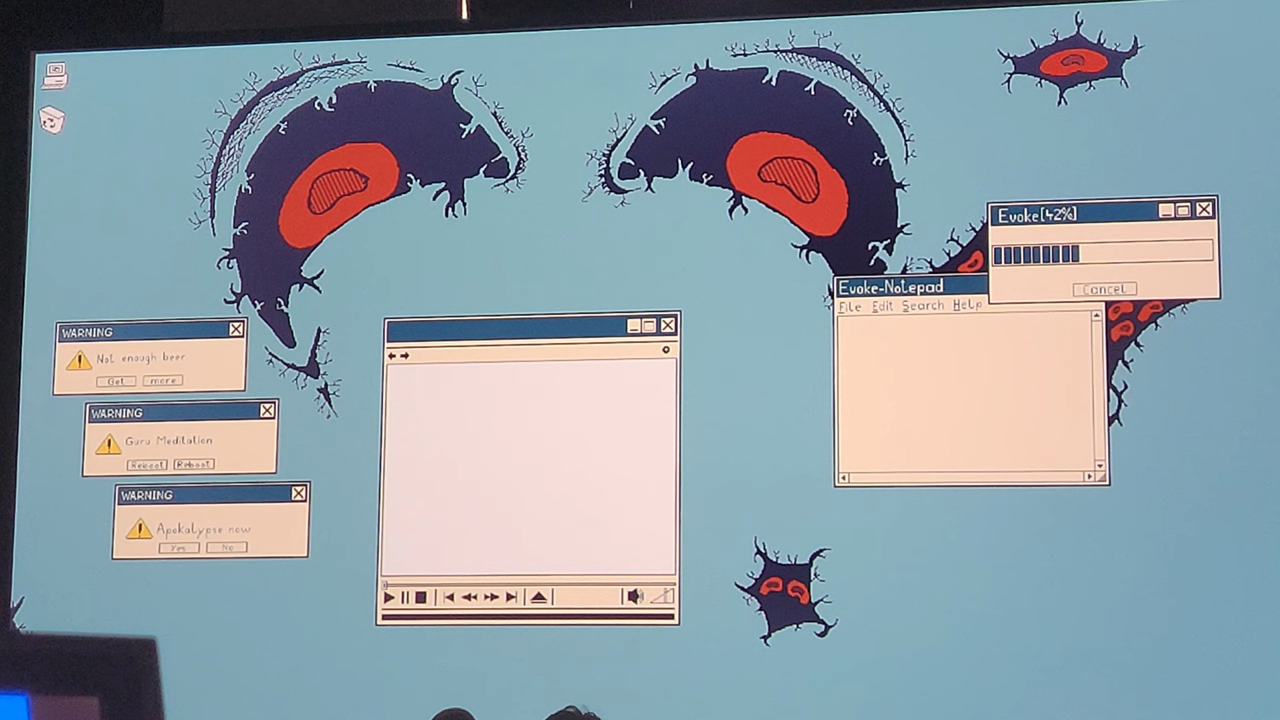 Evoke[42%]
Cancel
Evoke-Notepad
File Edit Search Help
WARNING
Not enough beer
Get more
WARNING
Guru Meditation
Reboot Reboot
WARNING
Apokalypse now
Yes No